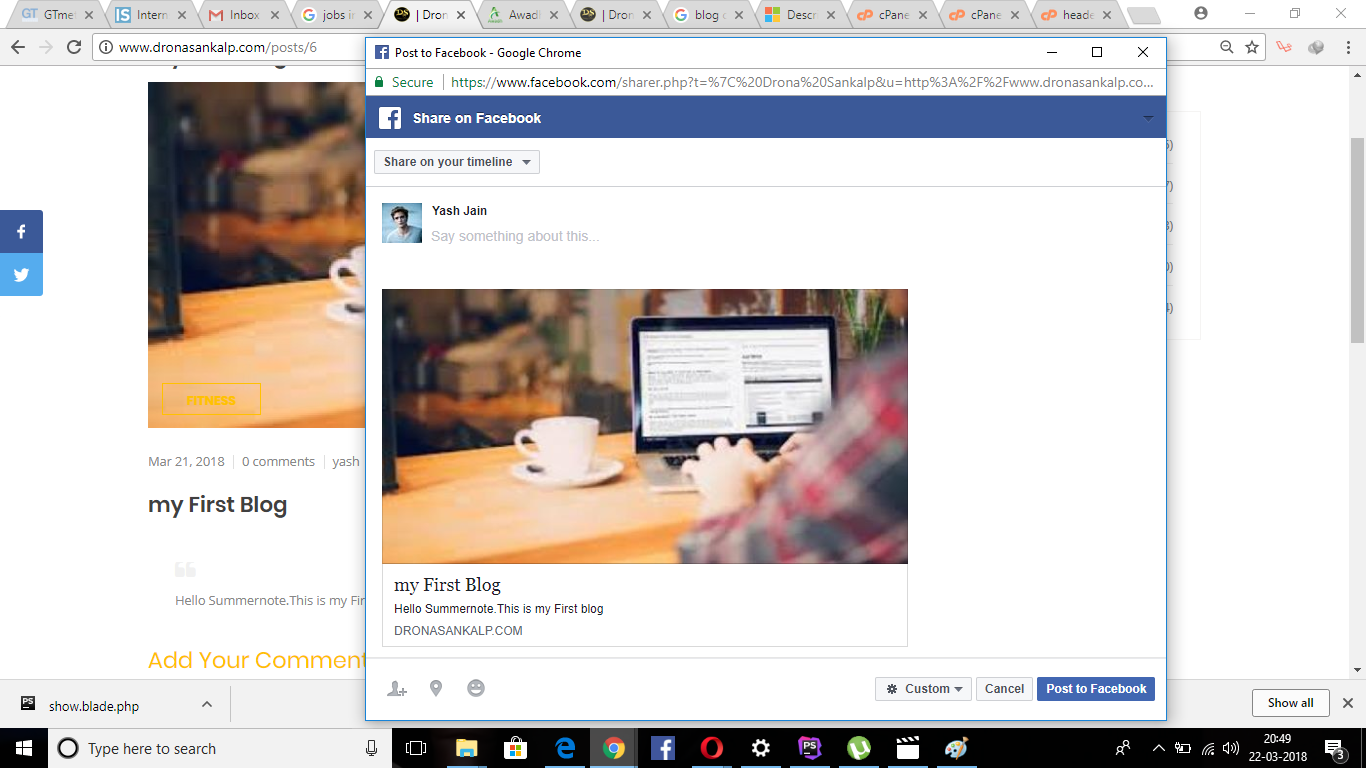 GTmet
Intern
Inbox
jobs in
| Dron
Awadh
| Dron
blog c
Descr
cPane
cPane
heade
www.dronasankalp.com/posts/6
Post to Facebook - Google Chrome
Secure
https://www.facebook.com/sharer.php?t=%7C%20Drona%20Sankalp&u=http%3A%2F%2Fwww.dronasankalp.co...
Share on Facebook
Share on your timeline
Yash Jain
Say something about this...
FITNESS
Mar 21, 2018
0 comments
yash
my First Blog
Hello Summernote.This is my Fir
Add Your Comment
my First Blog
Hello Summernote.This is my First blog
DRONASANKALP.COM
Custom
Cancel
Post to Facebook
show.blade.php
Show all
Type here to search
20:49
22-03-2018
3